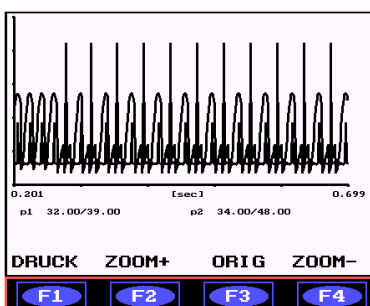 0.201 [sec] 0.699
p1 32.00/39.00 p2 34.00/48.00
DRUCK ZOOM+ ORIG ZOOM-
F1 F2 F3 F4